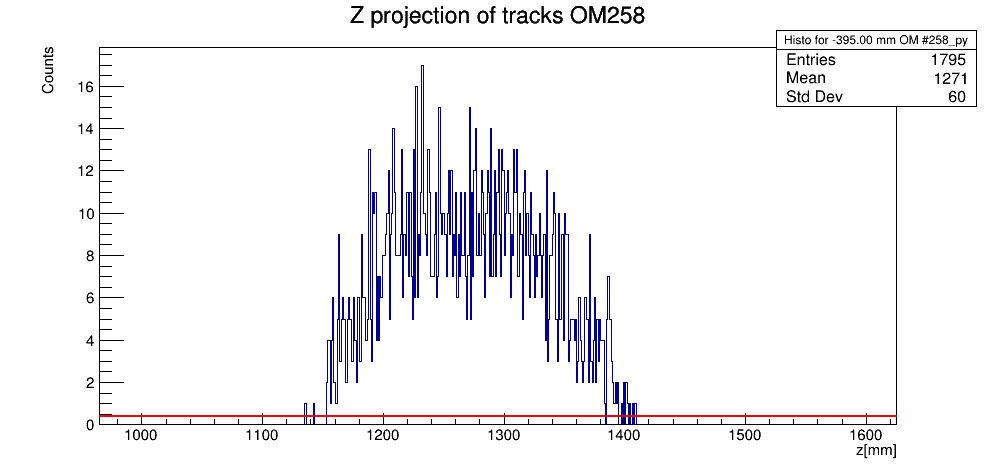 Z projection of tracks OM258
Histo for -395.00 mm OM #258_py
Entries 1795
Mean 1271
Std Dev 60
Counts
16
14
12
10
8
6
4
2
0
1000 1100 1200 1300 1400 1500 1600
z[mm]